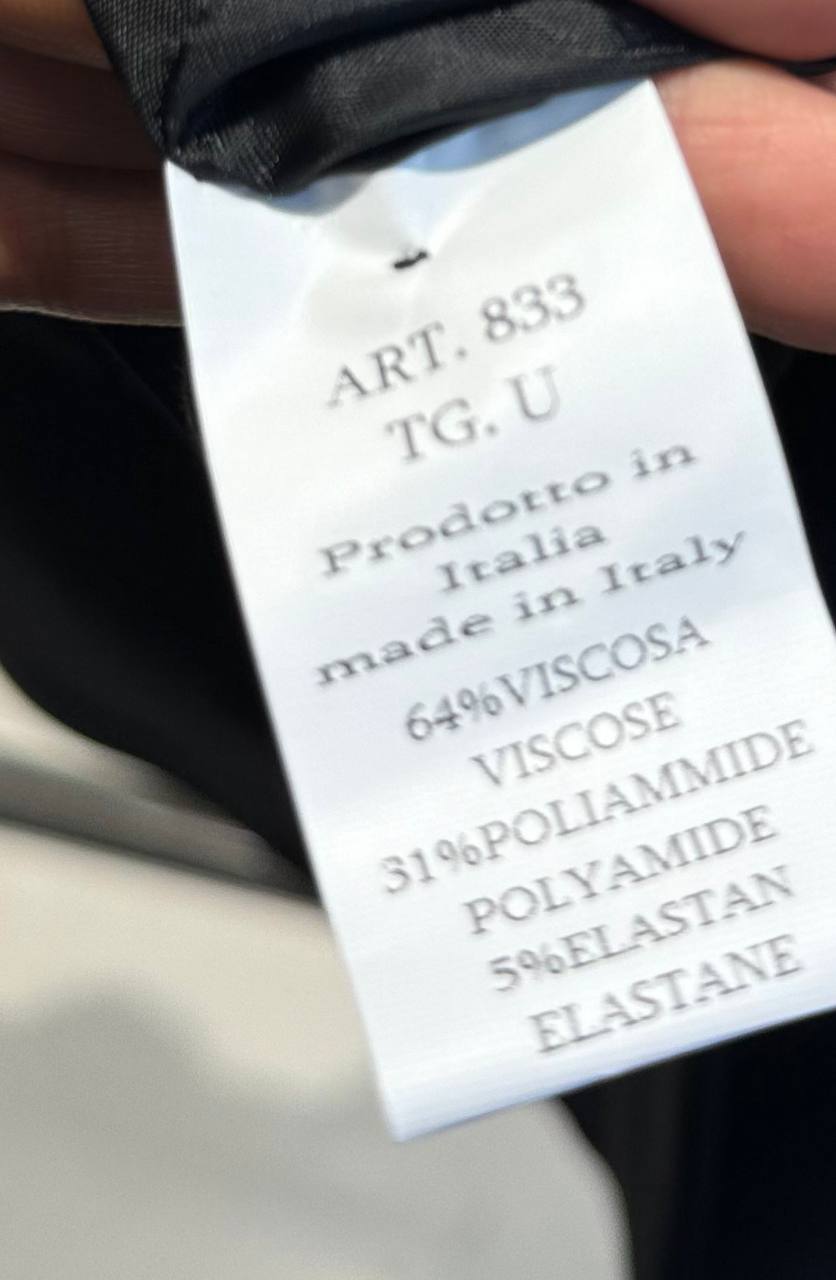 ART. 833
TG. U
Prodotto in
Italia
made in Italy
64%VISCOSA
VISCOSE
31%POLIAMMIDE
POLYAMIDE
5%ELASTAN
ELASTANE